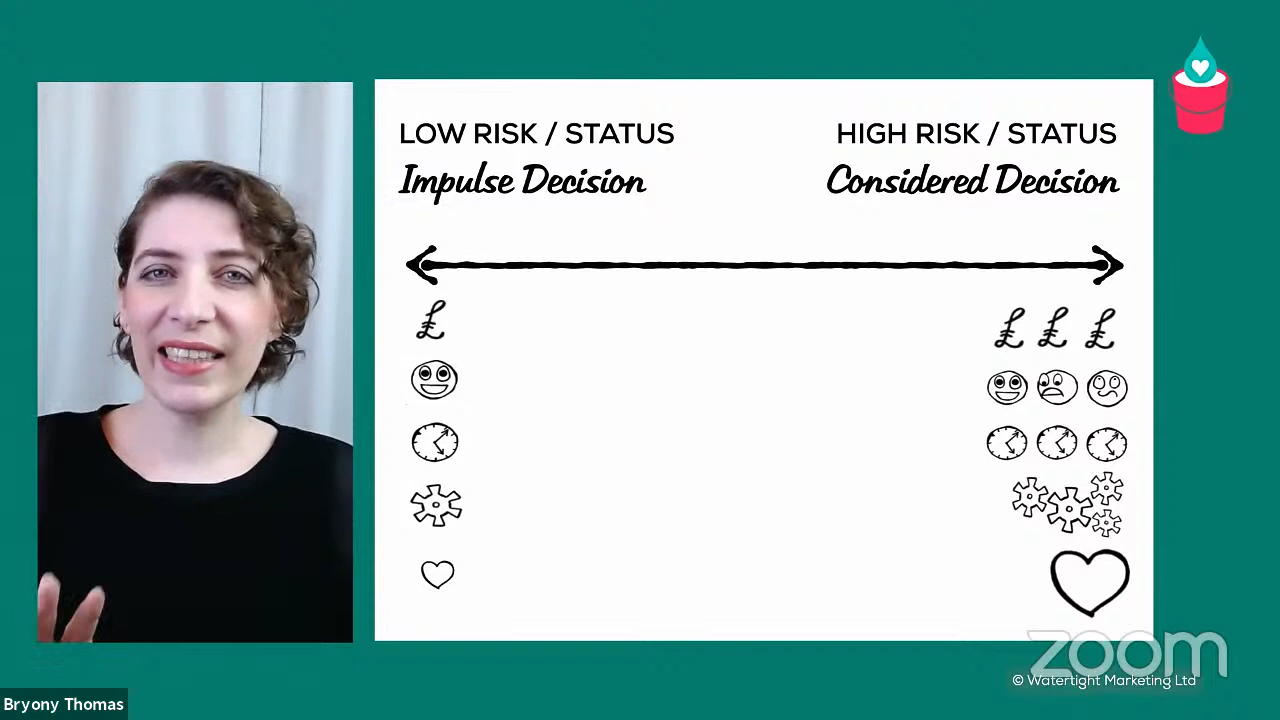 LOW RISK / STATUS
Impulse Decision
HIGH RISK / STATUS
Considered Decision
£
£ £ £
zoom
© Watertight Marketing Ltd
Bryony Thomas